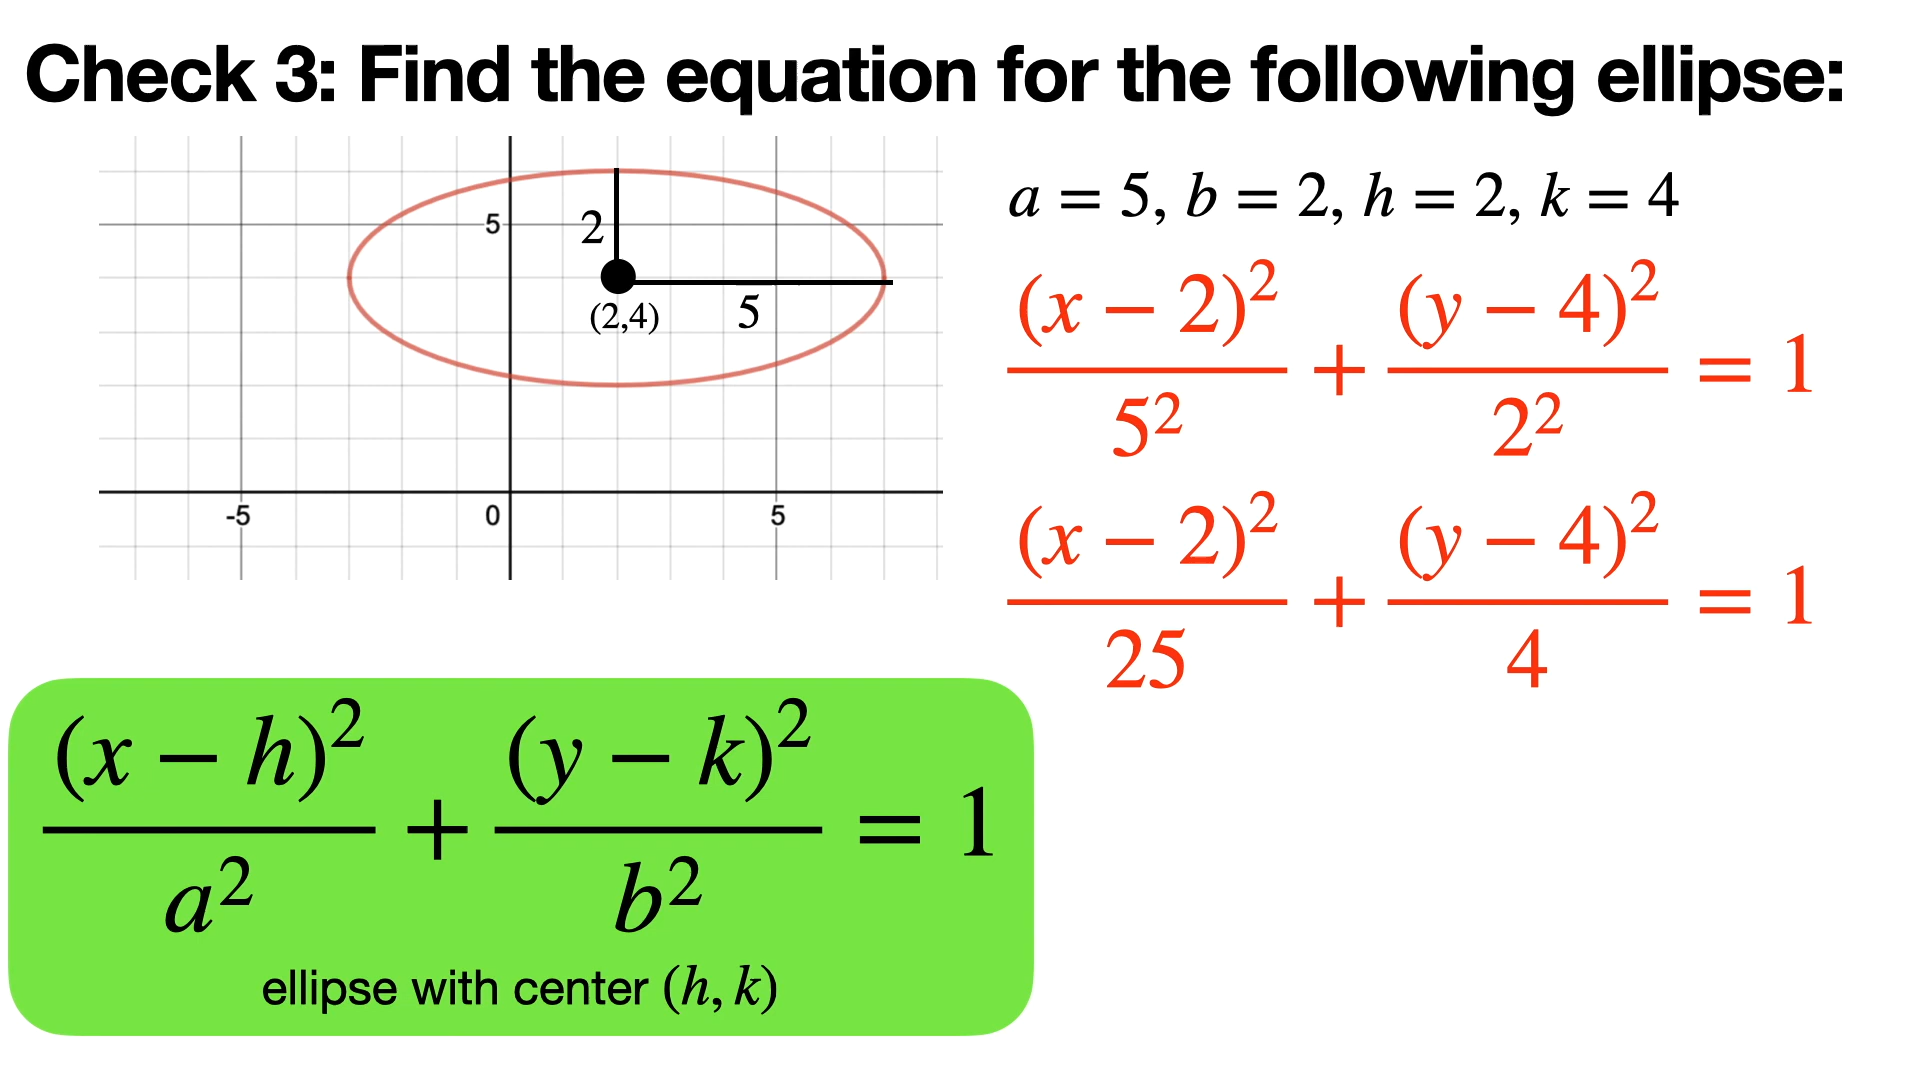 Check 3: Find the equation for the following ellipse:
5
2
(2,4)
5
-5
0
5
a = 5, b = 2, h = 2, k = 4
(x − 2)² / 5² + (y − 4)² / 2² = 1
(x − 2)² / 25 + (y − 4)² / 4 = 1
(x − h)² / a² + (y − k)² / b² = 1
ellipse with center (h, k)